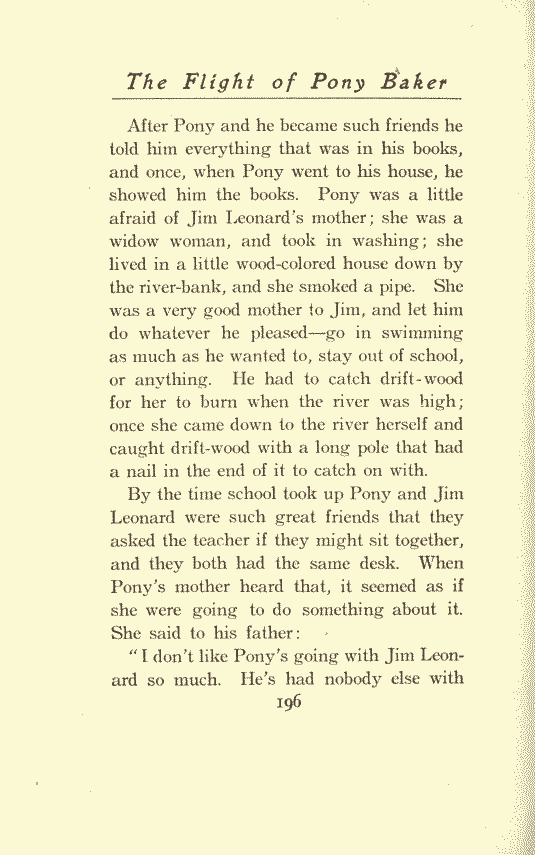 The Flight of Pony Baker
After Pony and he became such friends he
told him everything that was in his books,
and once, when Pony went to his house, he
showed him the books. Pony was a little
afraid of Jim Leonard's mother; she was a
widow woman, and took in washing; she
lived in a little wood-colored house down by
the river-bank, and she smoked a pipe. She
was a very good mother to Jim, and let him
do whatever he pleased—go in swimming
as much as he wanted to, stay out of school,
or anything. He had to catch drift-wood
for her to burn when the river was high;
once she came down to the river herself and
caught drift-wood with a long pole that had
a nail in the end of it to catch on with.
By the time school took up Pony and Jim
Leonard were such great friends that they
asked the teacher if they might sit together,
and they both had the same desk. When
Pony's mother heard that, it seemed as if
she were going to do something about it.
She said to his father:
"I don't like Pony's going with Jim Leon-
ard so much. He's had nobody else with
196